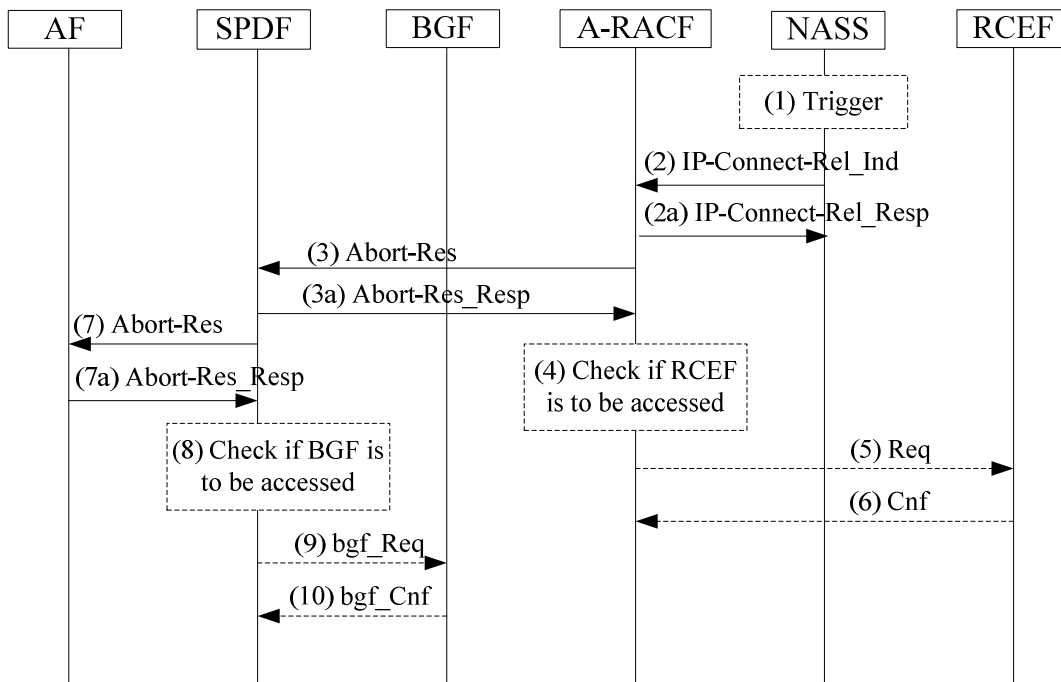 AF
SPDF
BGF
A-RACF
NASS
RCEF
(1) Trigger
(2) IP-Connect-Rel_Ind
(2a) IP-Connect-Rel_Resp
(3) Abort-Res
(3a) Abort-Res_Resp
(7) Abort-Res
(7a) Abort-Res_Resp
(4) Check if RCEF
is to be accessed
(8) Check if BGF is
to be accessed
(5) Req
(6) Cnf
(9) bgf_Req
(10) bgf_Cnf